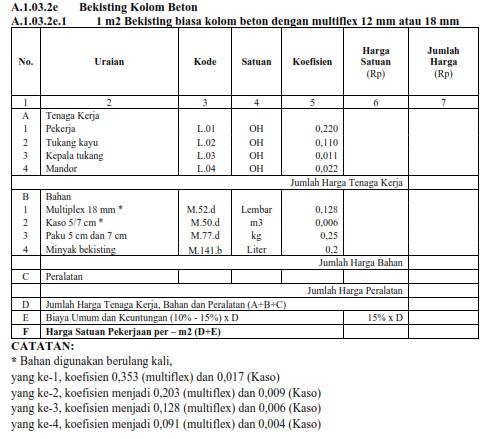 A.1.03.2e Bekisting Kolom Beton
A.1.03.2e.1 1 m2 Bekisting biasa kolom beton dengan multiflex 12 mm atau 18 mm
No. Uraian Kode Satuan Koefisien Harga Satuan (Rp) Jumlah Harga (Rp)
1 2 3 4 5 6 7
A Tenaga Kerja
1 Pekerja L.01 OH 0,220
2 Tukang kayu L.02 OH 0,110
3 Kepala tukang L.03 OH 0,011
4 Mandor L.04 OH 0,022
Jumlah Harga Tenaga Kerja
B Bahan
1 Multiplex 18 mm * M.52.d Lembar 0,128
2 Kaso 5/7 cm * M.50.d m3 0,006
3 Paku 5 cm dan 7 cm M.77.d kg 0,25
4 Minyak bekisting M.141.b Liter 0,2
Jumlah Harga Bahan
C Peralatan
Jumlah Harga Peralatan
D Jumlah Harga Tenaga Kerja, Bahan dan Peralatan (A+B+C)
E Biaya Umum dan Keuntungan (10% - 15%) x D 15% x D
F Harga Satuan Pekerjaan per – m2 (D+E)
CATATAN:
* Bahan digunakan berulang kali,
yang ke-1, koefisien 0,353 (multiflex) dan 0,017 (Kaso)
yang ke-2, koefisien menjadi 0,203 (multiflex) dan 0,009 (Kaso)
yang ke-3, koefisien menjadi 0,128 (multiflex) dan 0,006 (Kaso)
yang ke-4, koefisien menjadi 0,091 (multiflex) dan 0,004 (Kaso)